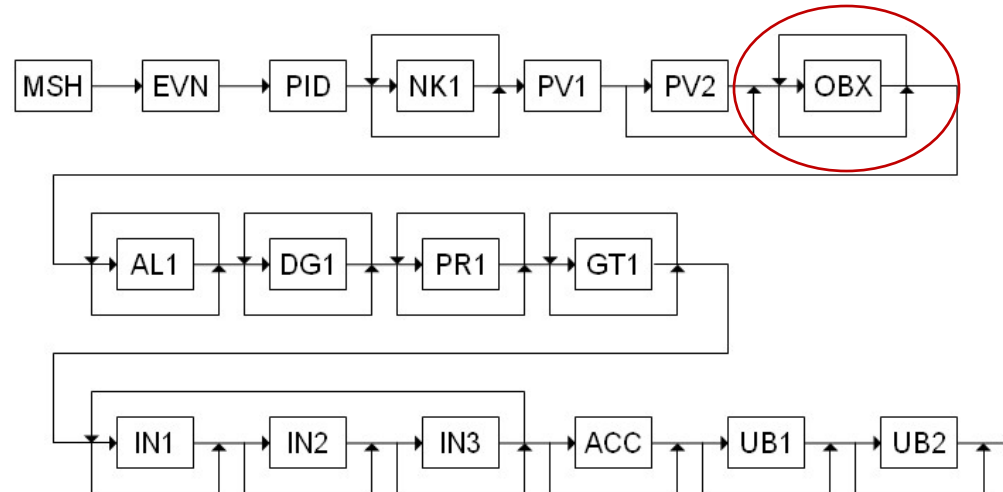 MSH EVN PID NK1 PV1 PV2 OBX
AL1 DG1 PR1 GT1
IN1 IN2 IN3 ACC UB1 UB2